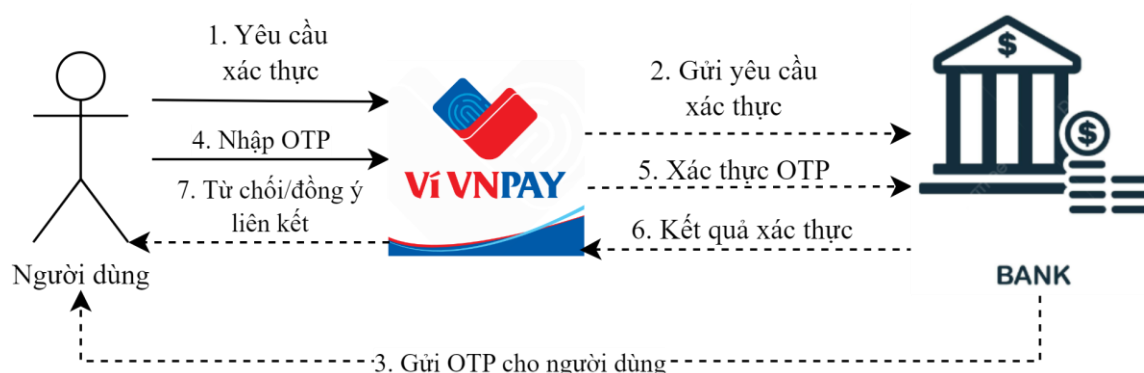 1. Yêu cầu
xác thực
2. Gửi yêu cầu
xác thực
4. Nhập OTP
Ví VNPAY
5. Xác thực OTP
7. Từ chối/đồng ý
liên kết
6. Kết quả xác thực
Người dùng
BANK
3. Gửi OTP cho người dùng
$
$